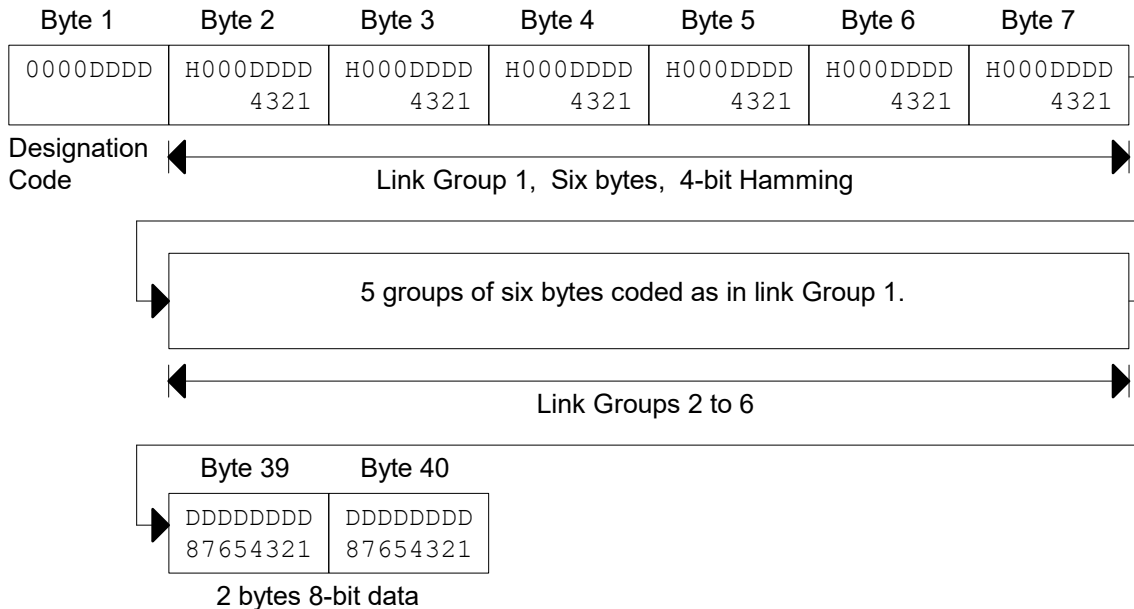 Byte 1 Byte 2 Byte 3 Byte 4 Byte 5 Byte 6 Byte 7
0000DDDD H000DDDD H000DDDD H000DDDD H000DDDD H000DDDD H000DDDD
4321 4321 4321 4321 4321 4321
Designation
Code
Link Group 1, Six bytes, 4-bit Hamming
5 groups of six bytes coded as in link Group 1.
Link Groups 2 to 6
Byte 39 Byte 40
DDDDDDDD DDDDDDDD
87654321 87654321
2 bytes 8-bit data